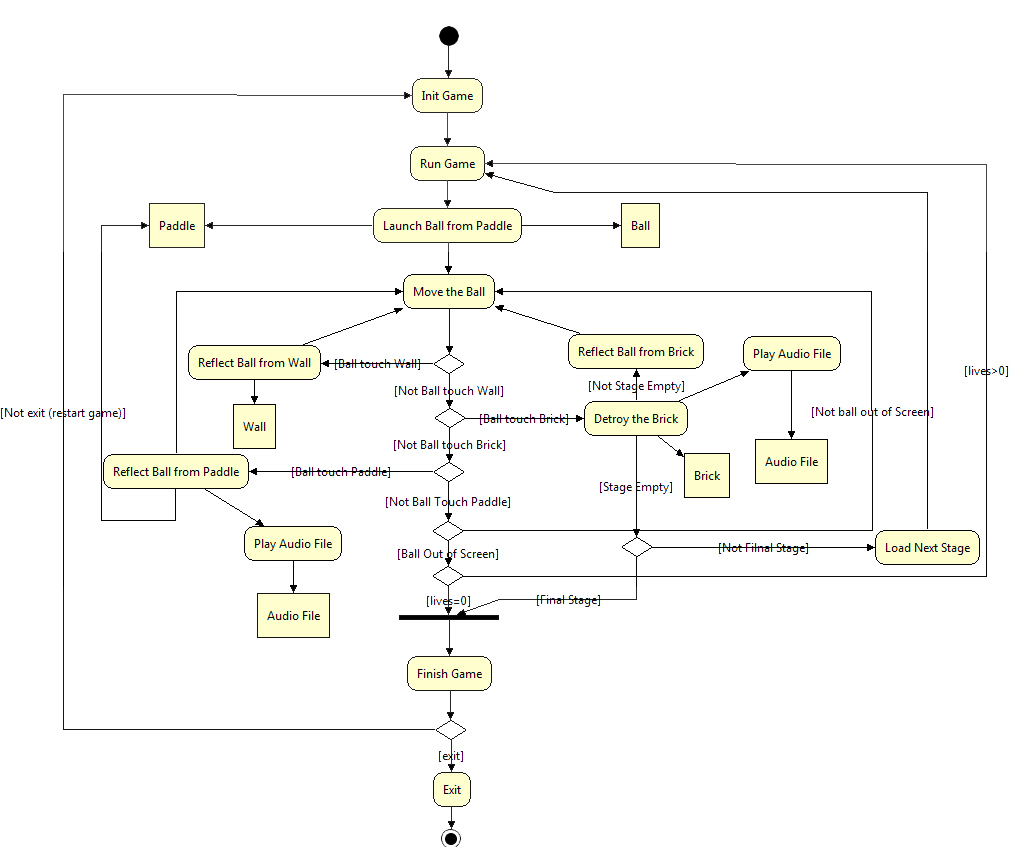 Init Game
Run Game
Paddle
Launch Ball from Paddle
Ball
Move the Ball
Reflect Ball from Wall
[Ball touch Wall]
Reflect Ball from Brick
Play Audio File
[lives>0]
[Not Ball touch Wall]
[Not Stage Empty]
[Not exit (restart game)]
[Not ball out of Screen]
Wall
[Ball touch Brick]
Detroy the Brick
[Not Ball touch Brick]
Audio File
Reflect Ball from Paddle
[Ball touch Paddle]
Brick
[Stage Empty]
[Not Ball Touch Paddle]
Play Audio File
[Ball Out of Screen]
[Not Filnal Stage]
Load Next Stage
[lives=0]
[Final Stage]
Audio File
Finish Game
[exit]
Exit